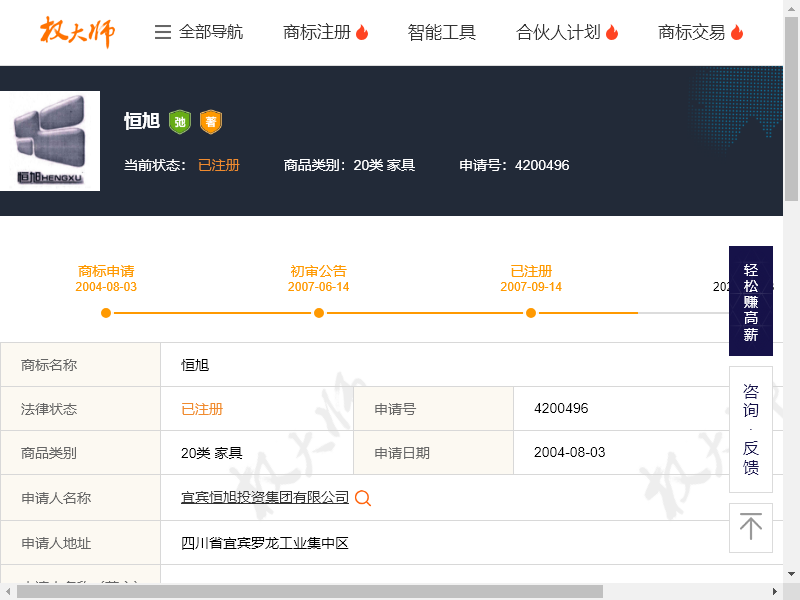 权大师
全部导航 商标注册 智能工具 合伙人计划 商标交易
恒旭 驰 著
当前状态： 已注册 商品类别：20类 家具 申请号：4200496
恒旭HENGXU
商标申请 初审公告 已注册
2004-08-03 2007-06-14 2007-09-14
轻松赚高薪
商标名称 恒旭
法律状态 已注册 申请号 4200496
商品类别 20类 家具 申请日期 2004-08-03
申请人名称 宜宾恒旭投资集团有限公司
申请人地址 四川省宜宾罗龙工业集中区
咨询·反馈
权大师